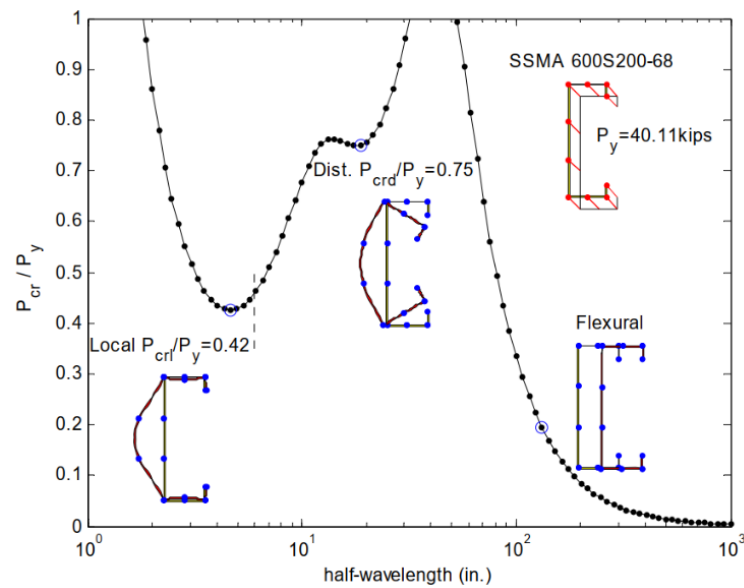 1
0.9
0.8
0.7
0.6
0.5
0.4
0.3
0.2
0.1
0
P_cr / P_y
SSMA 600S200-68
P_y=40.11kips
Dist. P_crd/P_y=0.75
Local P_crl/P_y=0.42
Flexural
10^0
10^1
10^2
10^3
half-wavelength (in.)